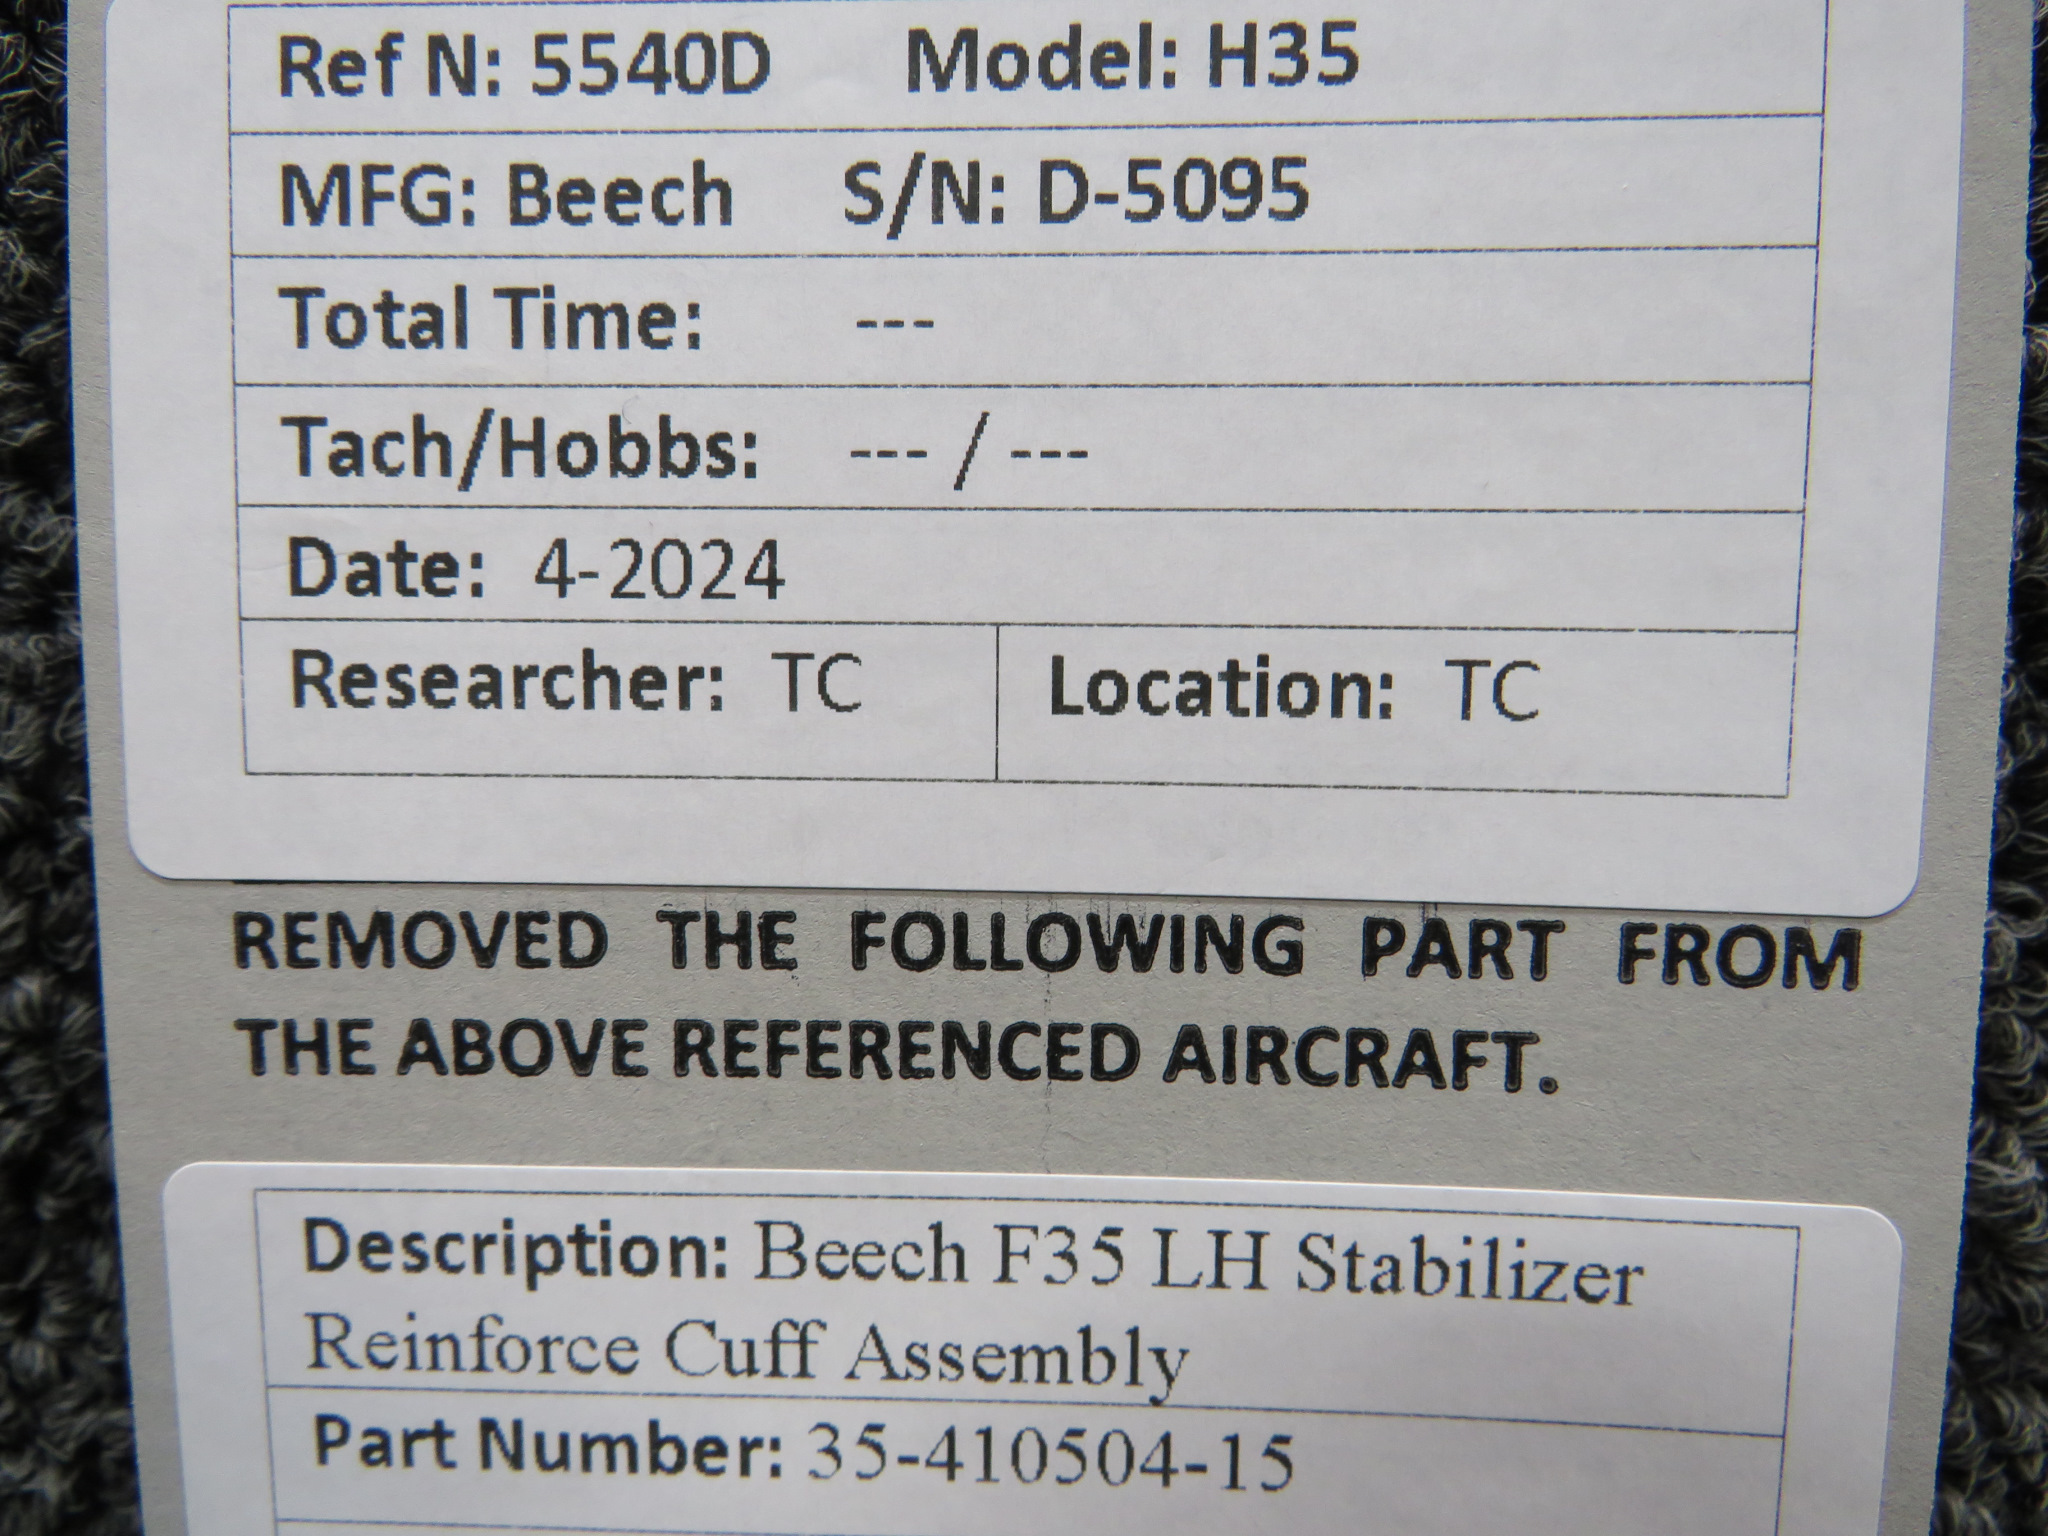 Ref N: 5540D Model: H35
MFG: Beech S/N: D-5095
Total Time: ---
Tach/Hobbs: --- / ---
Date: 4-2024
Researcher: TC Location: TC
REMOVED THE FOLLOWING PART FROM
THE ABOVE REFERENCED AIRCRAFT.
Description: Beech F35 LH Stabilizer
Reinforce Cuff Assembly
Part Number: 35-410504-15